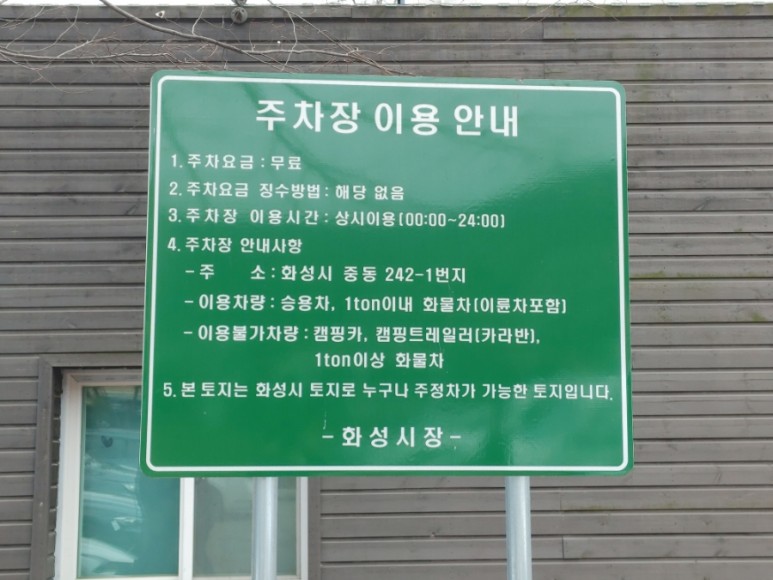 주차장 이용 안내
1. 주차요금 : 무료
2. 주차요금 징수방법 : 해당 없음
3. 주차장 이용시간 : 상시이용(00:00~24:00)
4. 주차장 안내사항
- 주 소 : 화성시 중동 242-1번지
- 이용차량 : 승용차, 1ton이내 화물차(이륜차포함)
- 이용불가차량 : 캠핑카, 캠핑트레일러(카라반),
1ton이상 화물차
5. 본 토지는 화성시 토지로 누구나 주정차가 가능한 토지입니다.
- 화성시장 -